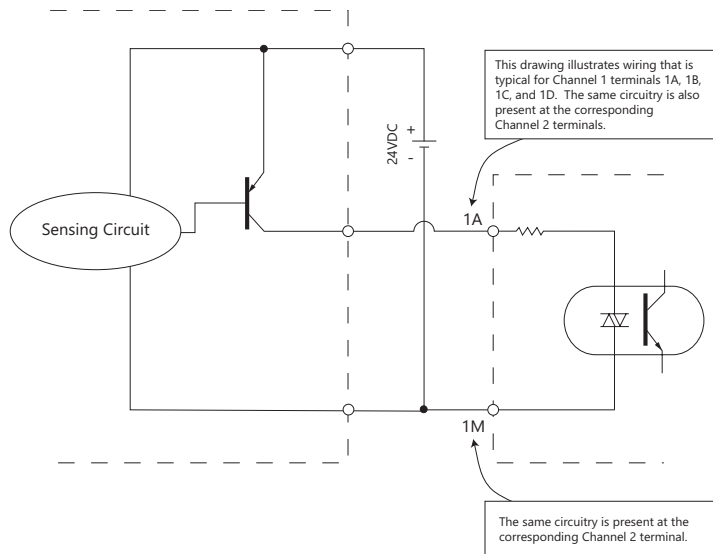 This drawing illustrates wiring that is
typical for Channel 1 terminals 1A, 1B,
1C, and 1D.  The same circuitry is also
present at the corresponding
Channel 2 terminals.
24VDC
+
-
1A
Sensing Circuit
1M
The same circuitry is present at the
corresponding Channel 2 terminal.